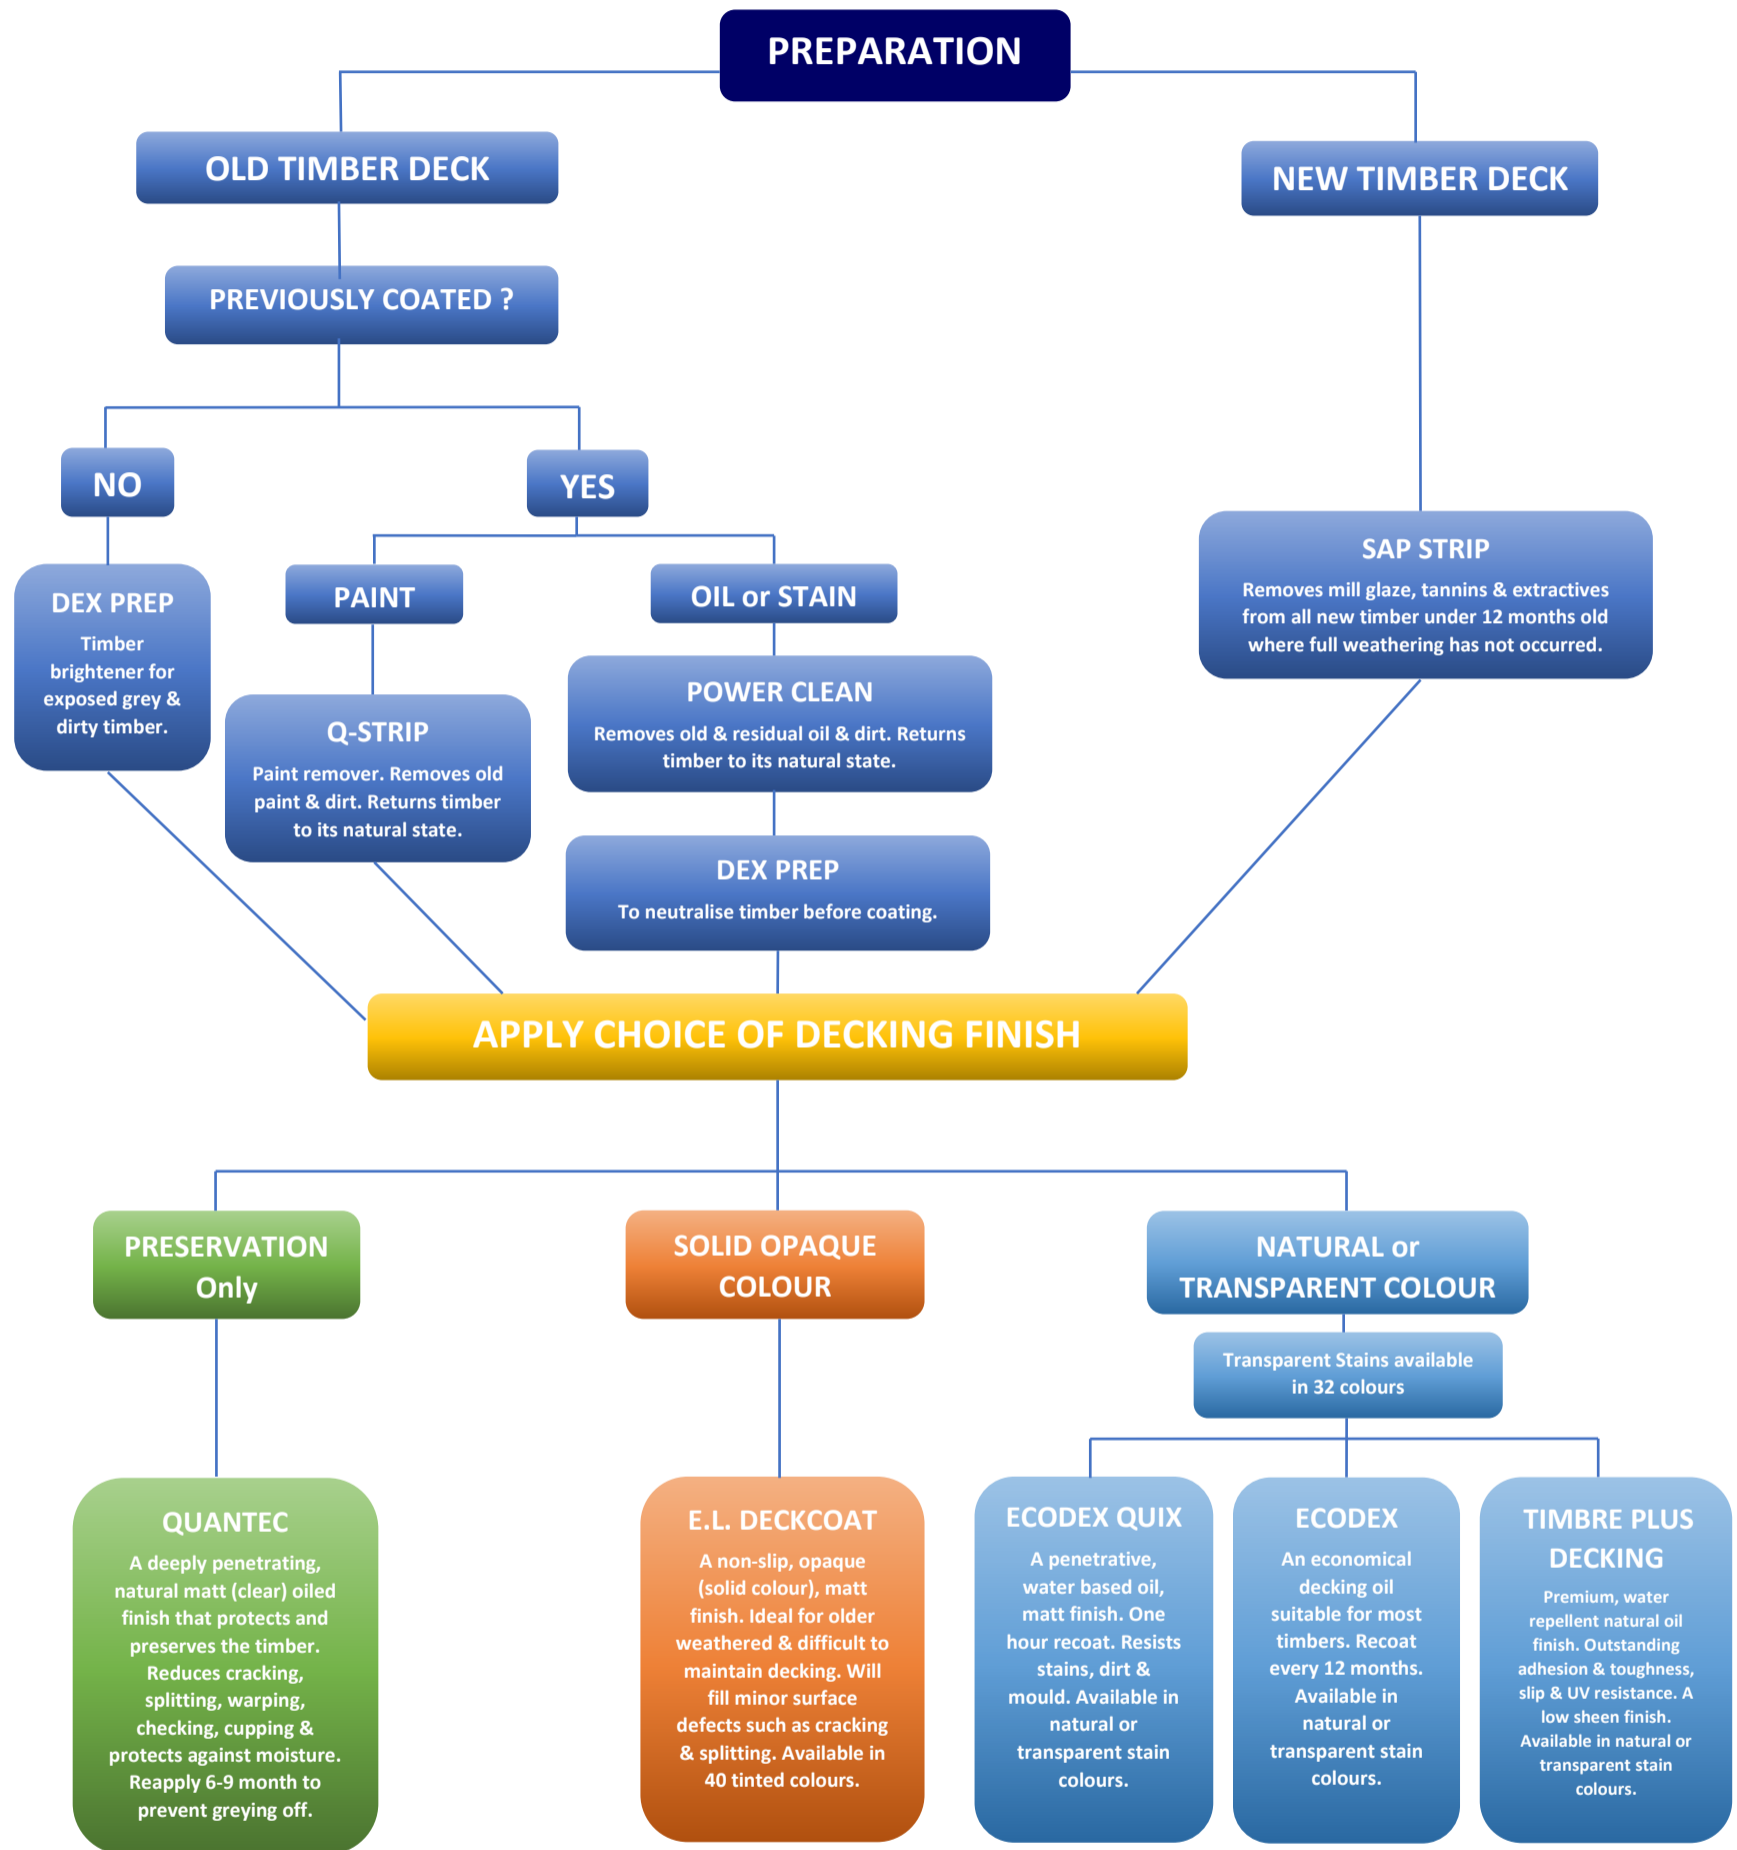 PREPARATION
OLD TIMBER DECK
NEW TIMBER DECK
PREVIOUSLY COATED ?
NO
YES
DEX PREP
Timber
brightener for
exposed grey &
dirty timber.
PAINT
OIL or STAIN
SAP STRIP
Removes mill glaze, tannins & extractives
from all new timber under 12 months old
where full weathering has not occurred.
Q-STRIP
Paint remover. Removes old
paint & dirt. Returns timber
to its natural state.
POWER CLEAN
Removes old & residual oil & dirt. Returns
timber to its natural state.
DEX PREP
To neutralise timber before coating.
APPLY CHOICE OF DECKING FINISH
PRESERVATION
Only
SOLID OPAQUE
COLOUR
NATURAL or
TRANSPARENT COLOUR
Transparent Stains available
in 32 colours
QUANTEC
A deeply penetrating,
natural matt (clear) oiled
finish that protects and
preserves the timber.
Reduces cracking,
splitting, warping,
checking, cupping &
protects against moisture.
Reapply 6-9 month to
prevent greying off.
E.L. DECKCOAT
A non-slip, opaque
(solid colour), matt
finish. Ideal for older
weathered & difficult to
maintain decking. Will
fill minor surface
defects such as cracking
& splitting. Available in
40 tinted colours.
ECODEX QUIX
A penetrative,
water based oil,
matt finish. One
hour recoat. Resists
stains, dirt &
mould. Available in
natural or
transparent stain
colours.
ECODEX
An economical
decking oil
suitable for most
timbers. Recoat
every 12 months.
Available in
natural or
transparent stain
colours.
TIMBRE PLUS
DECKING
Premium, water
repellent natural oil
finish. Outstanding
adhesion & toughness,
slip & UV resistance. A
low sheen finish.
Available in natural or
transparent stain
colours.